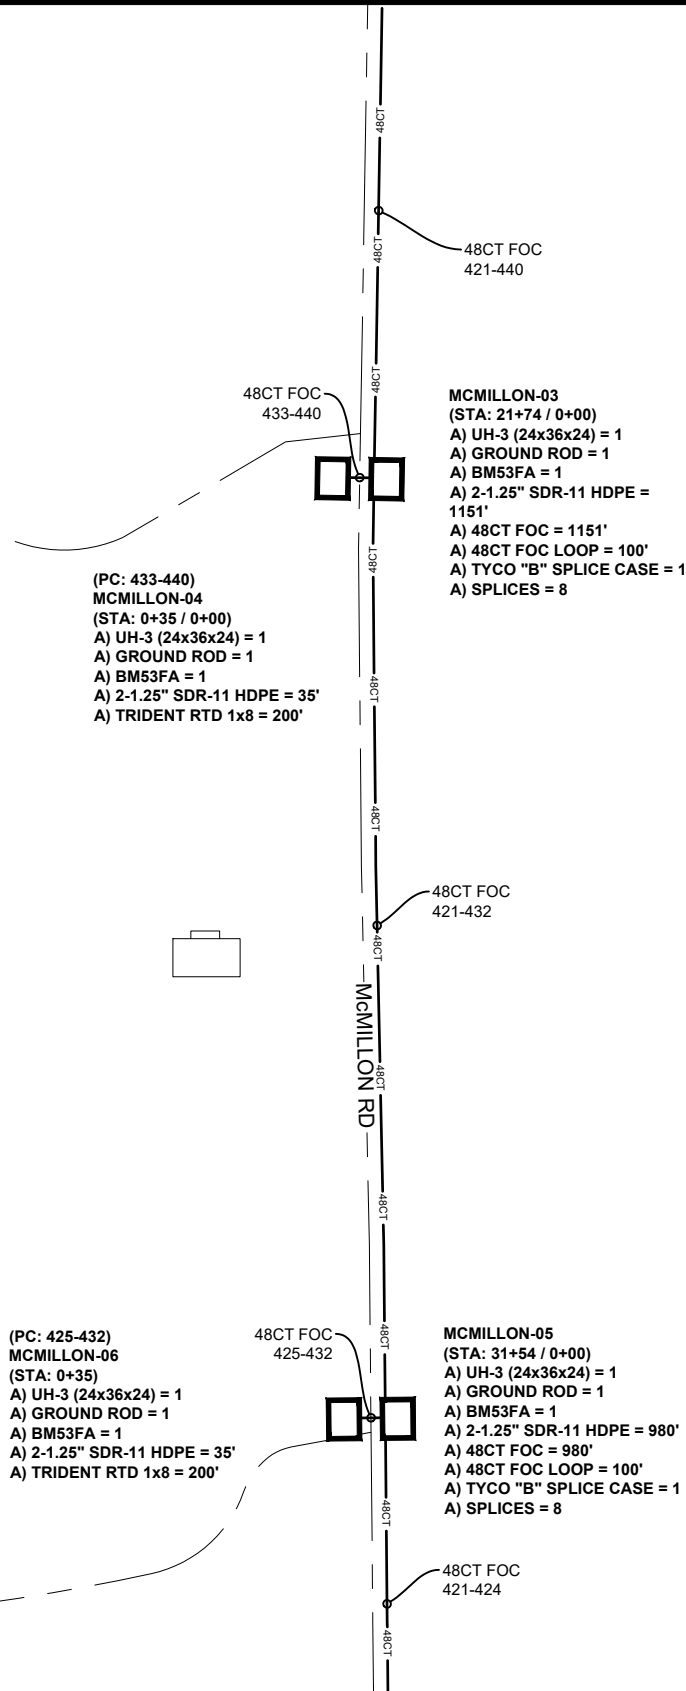 48CT
48CT FOC
421-440
48CT
48CT
48CT FOC
433-440
MCMILLON-03
(STA: 21+74 / 0+00)
A) UH-3 (24x36x24) = 1
A) GROUND ROD = 1
A) BM53FA = 1
A) 2-1.25" SDR-11 HDPE =
1151'
A) 48CT FOC = 1151'
A) 48CT FOC LOOP = 100'
A) TYCO "B" SPLICE CASE = 1
A) SPLICES = 8
48CT
(PC: 433-440)
MCMILLON-04
(STA: 0+35 / 0+00)
A) UH-3 (24x36x24) = 1
A) GROUND ROD = 1
A) BM53FA = 1
A) 2-1.25" SDR-11 HDPE = 35'
A) TRIDENT RTD 1x8 = 200'
48CT
48CT
48CT FOC
421-432
48CT
McMILLON RD
48CT
48CT
48CT
(PC: 425-432)
MCMILLON-06
(STA: 0+35)
A) UH-3 (24x36x24) = 1
A) GROUND ROD = 1
A) BM53FA = 1
A) 2-1.25" SDR-11 HDPE = 35'
A) TRIDENT RTD 1x8 = 200'
48CT FOC
425-432
MCMILLON-05
(STA: 31+54 / 0+00)
A) UH-3 (24x36x24) = 1
A) GROUND ROD = 1
A) BM53FA = 1
A) 2-1.25" SDR-11 HDPE = 980'
A) 48CT FOC = 980'
A) 48CT FOC LOOP = 100'
A) TYCO "B" SPLICE CASE = 1
A) SPLICES = 8
48CT
48CT FOC
421-424
48CT